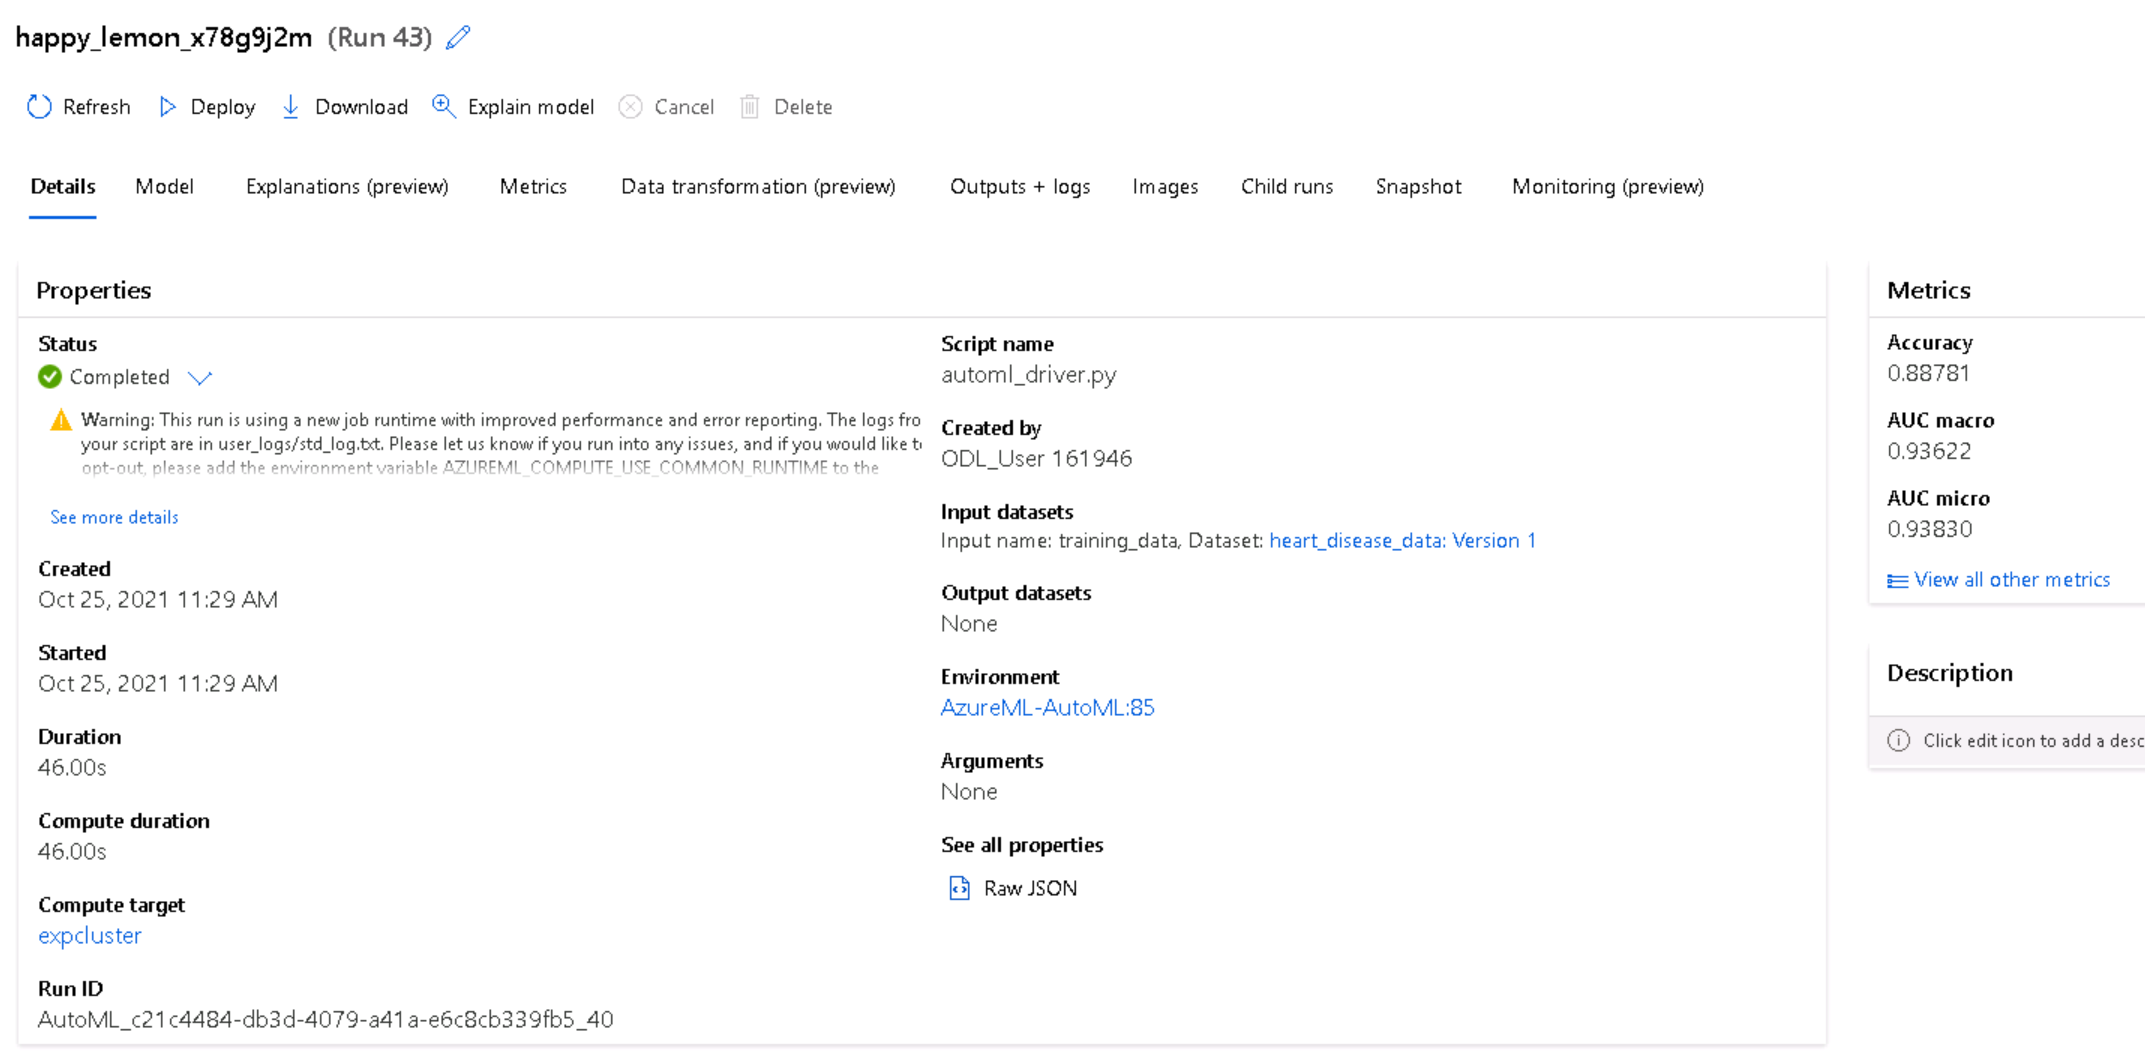 happy_lemon_x78g9j2m (Run 43)
Refresh Deploy Download Explain model Cancel Delete
Details Model Explanations (preview) Metrics Data transformation (preview) Outputs + logs Images Child runs Snapshot Monitoring (preview)
Properties
Status
Completed
Warning: This run is using a new job runtime with improved performance and error reporting. The logs fro
your script are in user_logs/std_log.txt. Please let us know if you run into any issues, and if you would like t
opt-out, please add the environment variable AZUREML_COMPUTE_USE_COMMON_RUNTIME to the
See more details
Created
Oct 25, 2021 11:29 AM
Started
Oct 25, 2021 11:29 AM
Duration
46.00s
Compute duration
46.00s
Compute target
expcluster
Run ID
AutoML_c21c4484-db3d-4079-a41a-e6c8cb339fb5_40
Script name
automl_driver.py
Created by
ODL_User 161946
Input datasets
Input name: training_data, Dataset: heart_disease_data: Version 1
Output datasets
None
Environment
AzureML-AutoML:85
Arguments
None
See all properties
Raw JSON
Metrics
Accuracy
0.88781
AUC macro
0.93622
AUC micro
0.93830
View all other metrics
Description
Click edit icon to add a desc